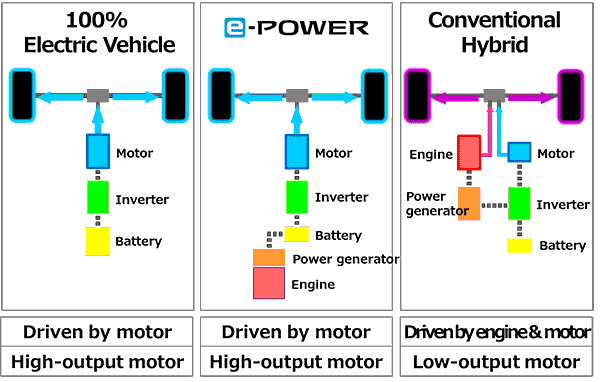 100%
Electric Vehicle
Motor
Inverter
Battery
Driven by motor
High-output motor
e-POWER
Motor
Inverter
Battery
Power generator
Engine
Driven by motor
High-output motor
Conventional
Hybrid
Engine
Motor
Power
generator
Inverter
Battery
Driven by engine & motor
Low-output motor